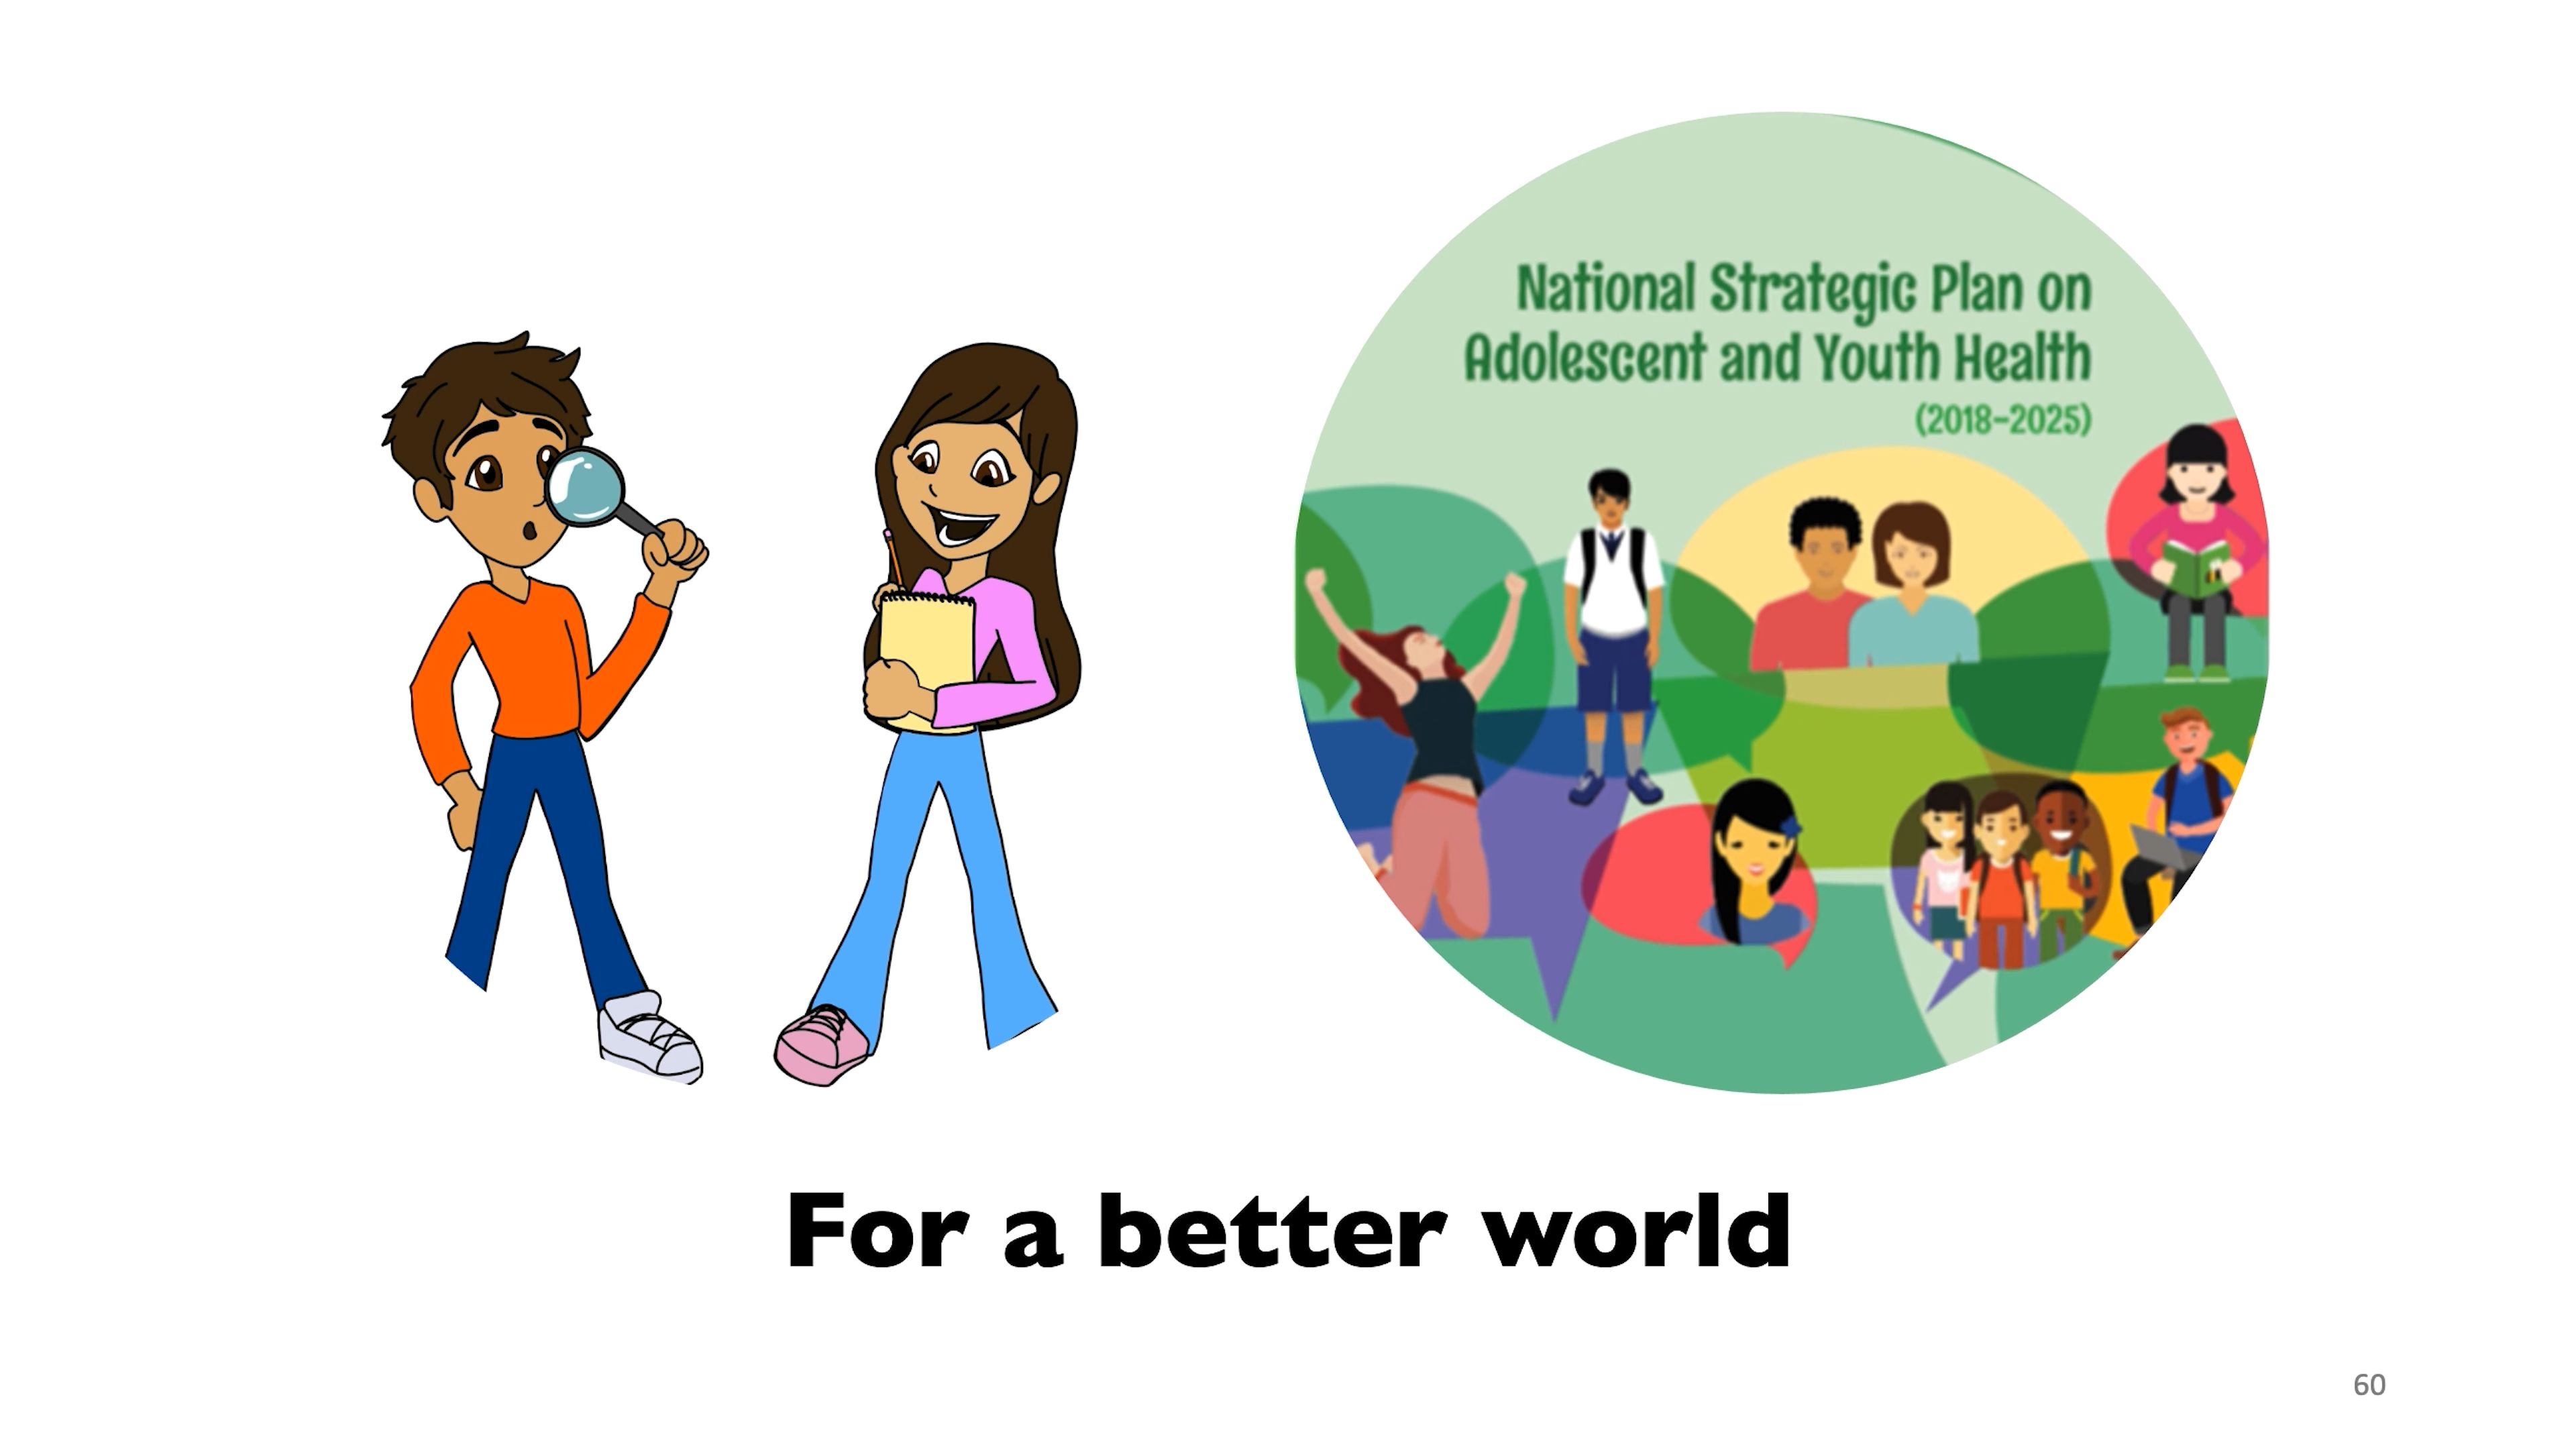 National Strategic Plan on
Adolescent and Youth Health
(2018-2025)
For a better world
60